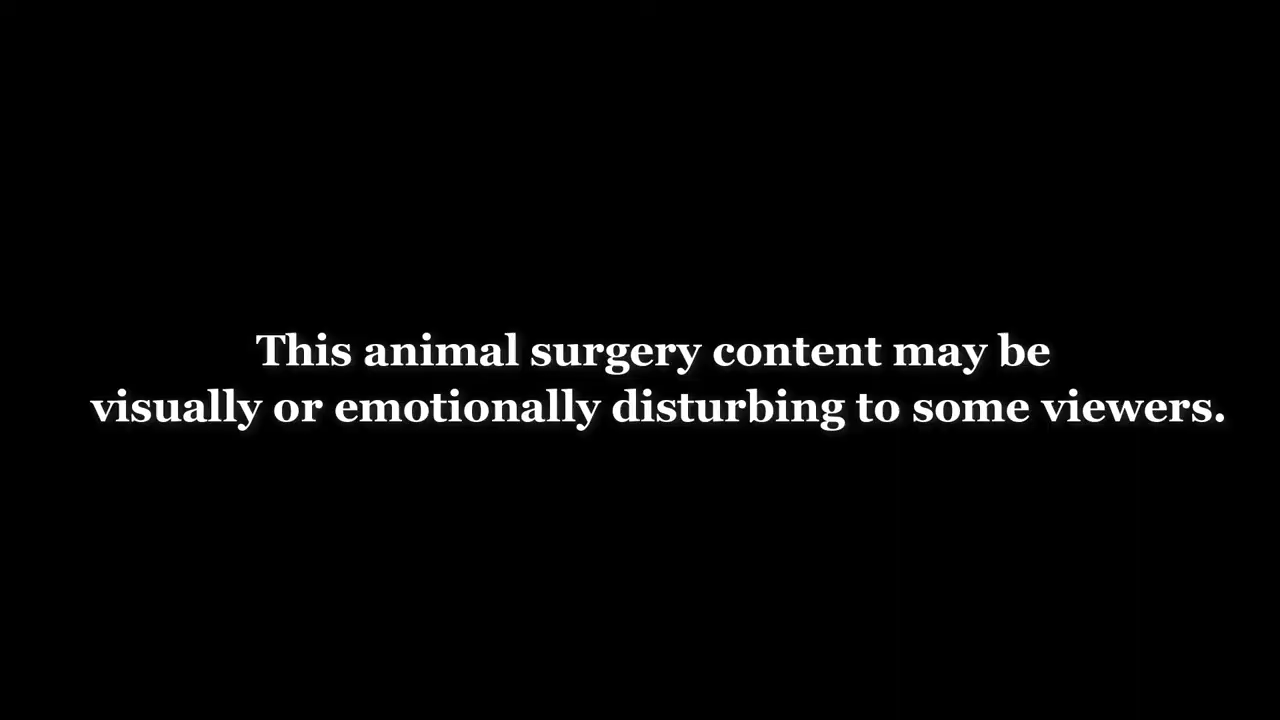 This animal surgery content may be
visually or emotionally disturbing to some viewers.